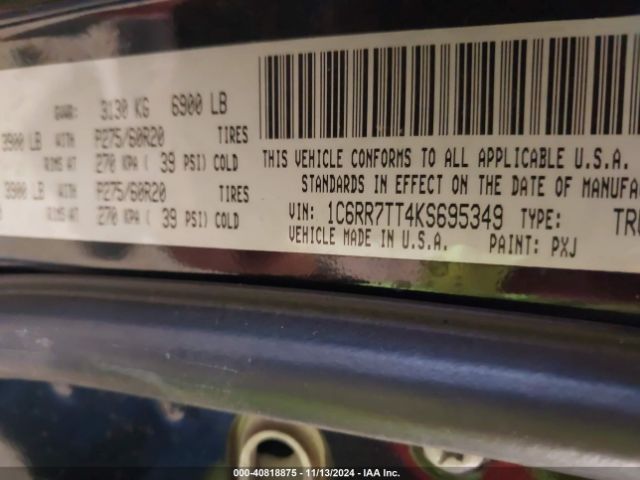 GVWR: 3130 KG 6900 LB
3900 LB WITH P275/60R20 TIRES
RIMS AT 270 KPA ( 39 PSI) COLD
3900 LB WITH P275/60R20 TIRES
RIMS AT 270 KPA ( 39 PSI) COLD
THIS VEHICLE CONFORMS TO ALL APPLICABLE U.S.A.
STANDARDS IN EFFECT ON THE DATE OF MANUFA
VIN: 1C6RR7TT4KS695349 TYPE: TRU
VEHICLE MADE IN U.S.A. PAINT: PXJ
000-40818875 - 11/13/2024 - IAA Inc.